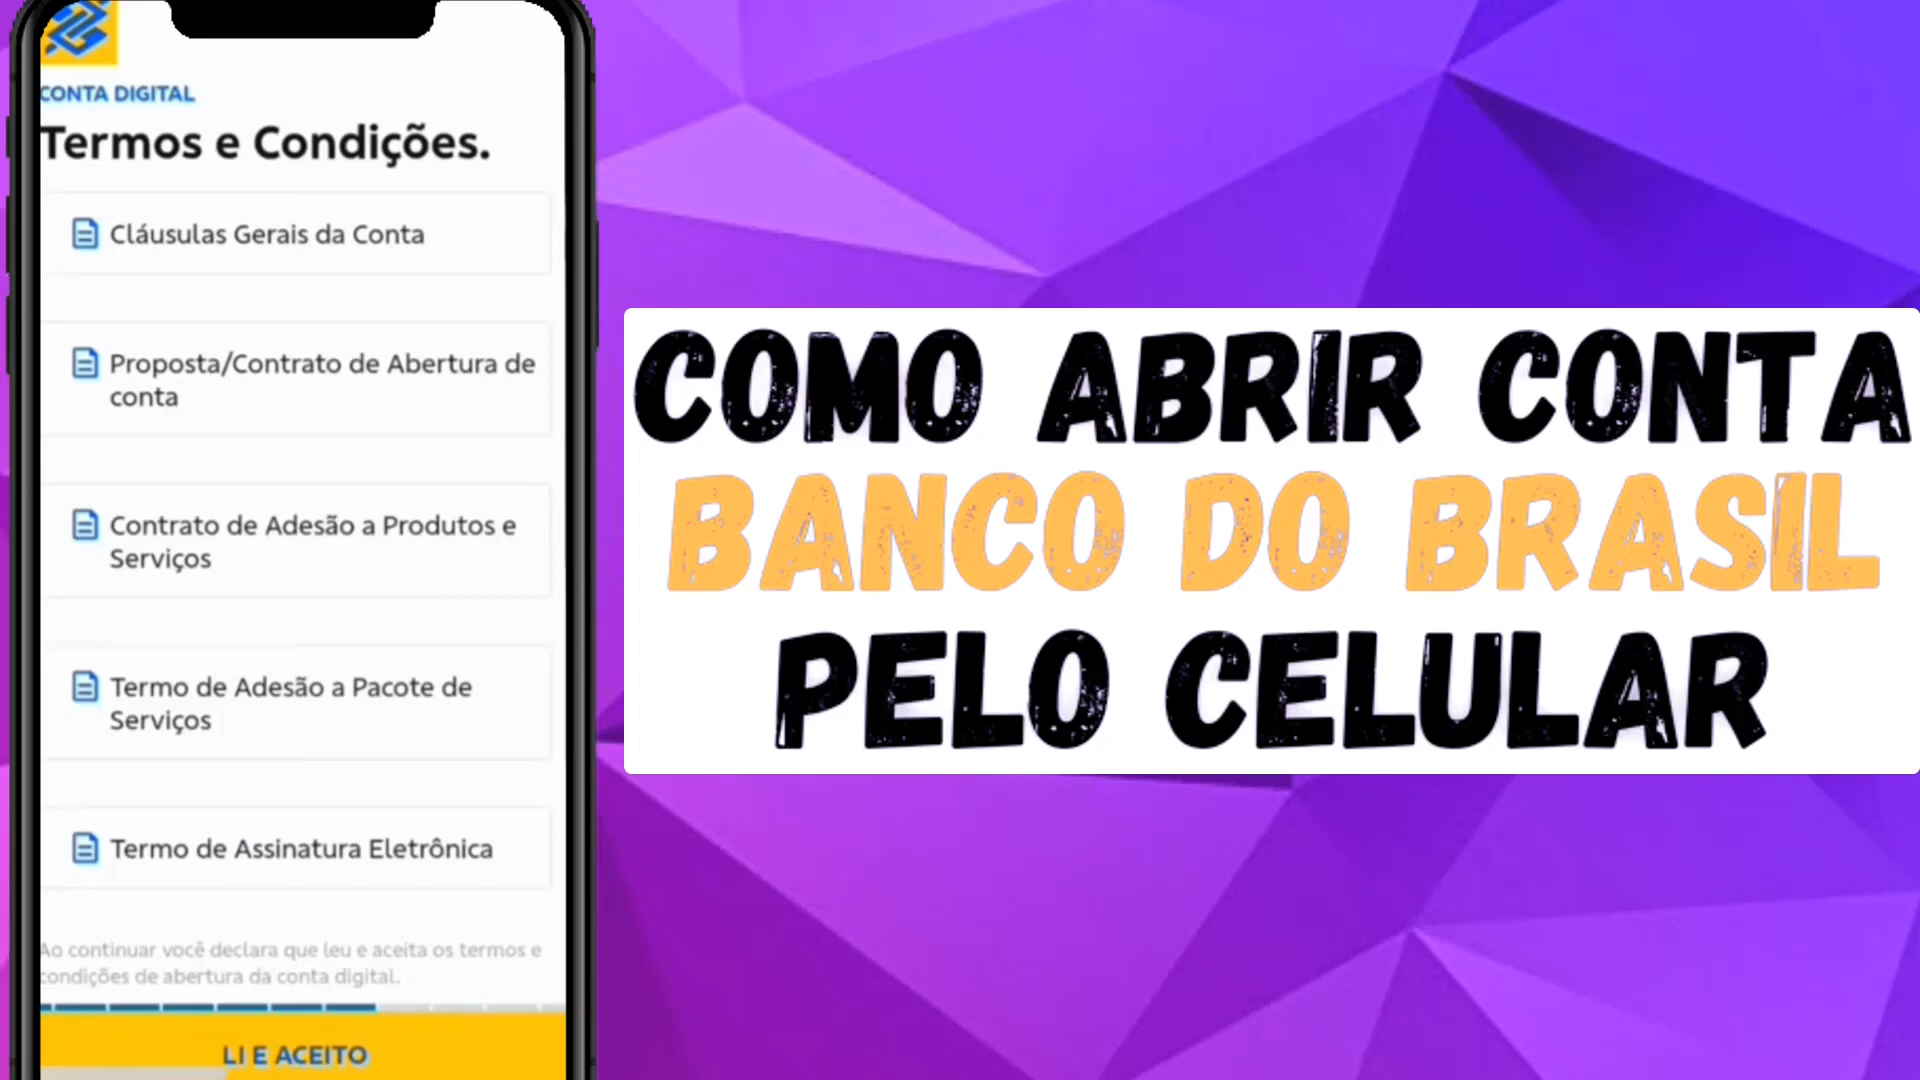 CONTA DIGITAL
Termos e Condições.
Cláusulas Gerais da Conta
Proposta/Contrato de Abertura de
conta
Contrato de Adesão a Produtos e
Serviços
Termo de Adesão a Pacote de
Serviços
Termo de Assinatura Eletrônica
Ao continuar você declara que leu e aceita os termos e
condições de abertura da conta digital.
LI E ACEITO
COMO ABRIR CONTA
BANCO DO BRASIL
PELO CELULAR